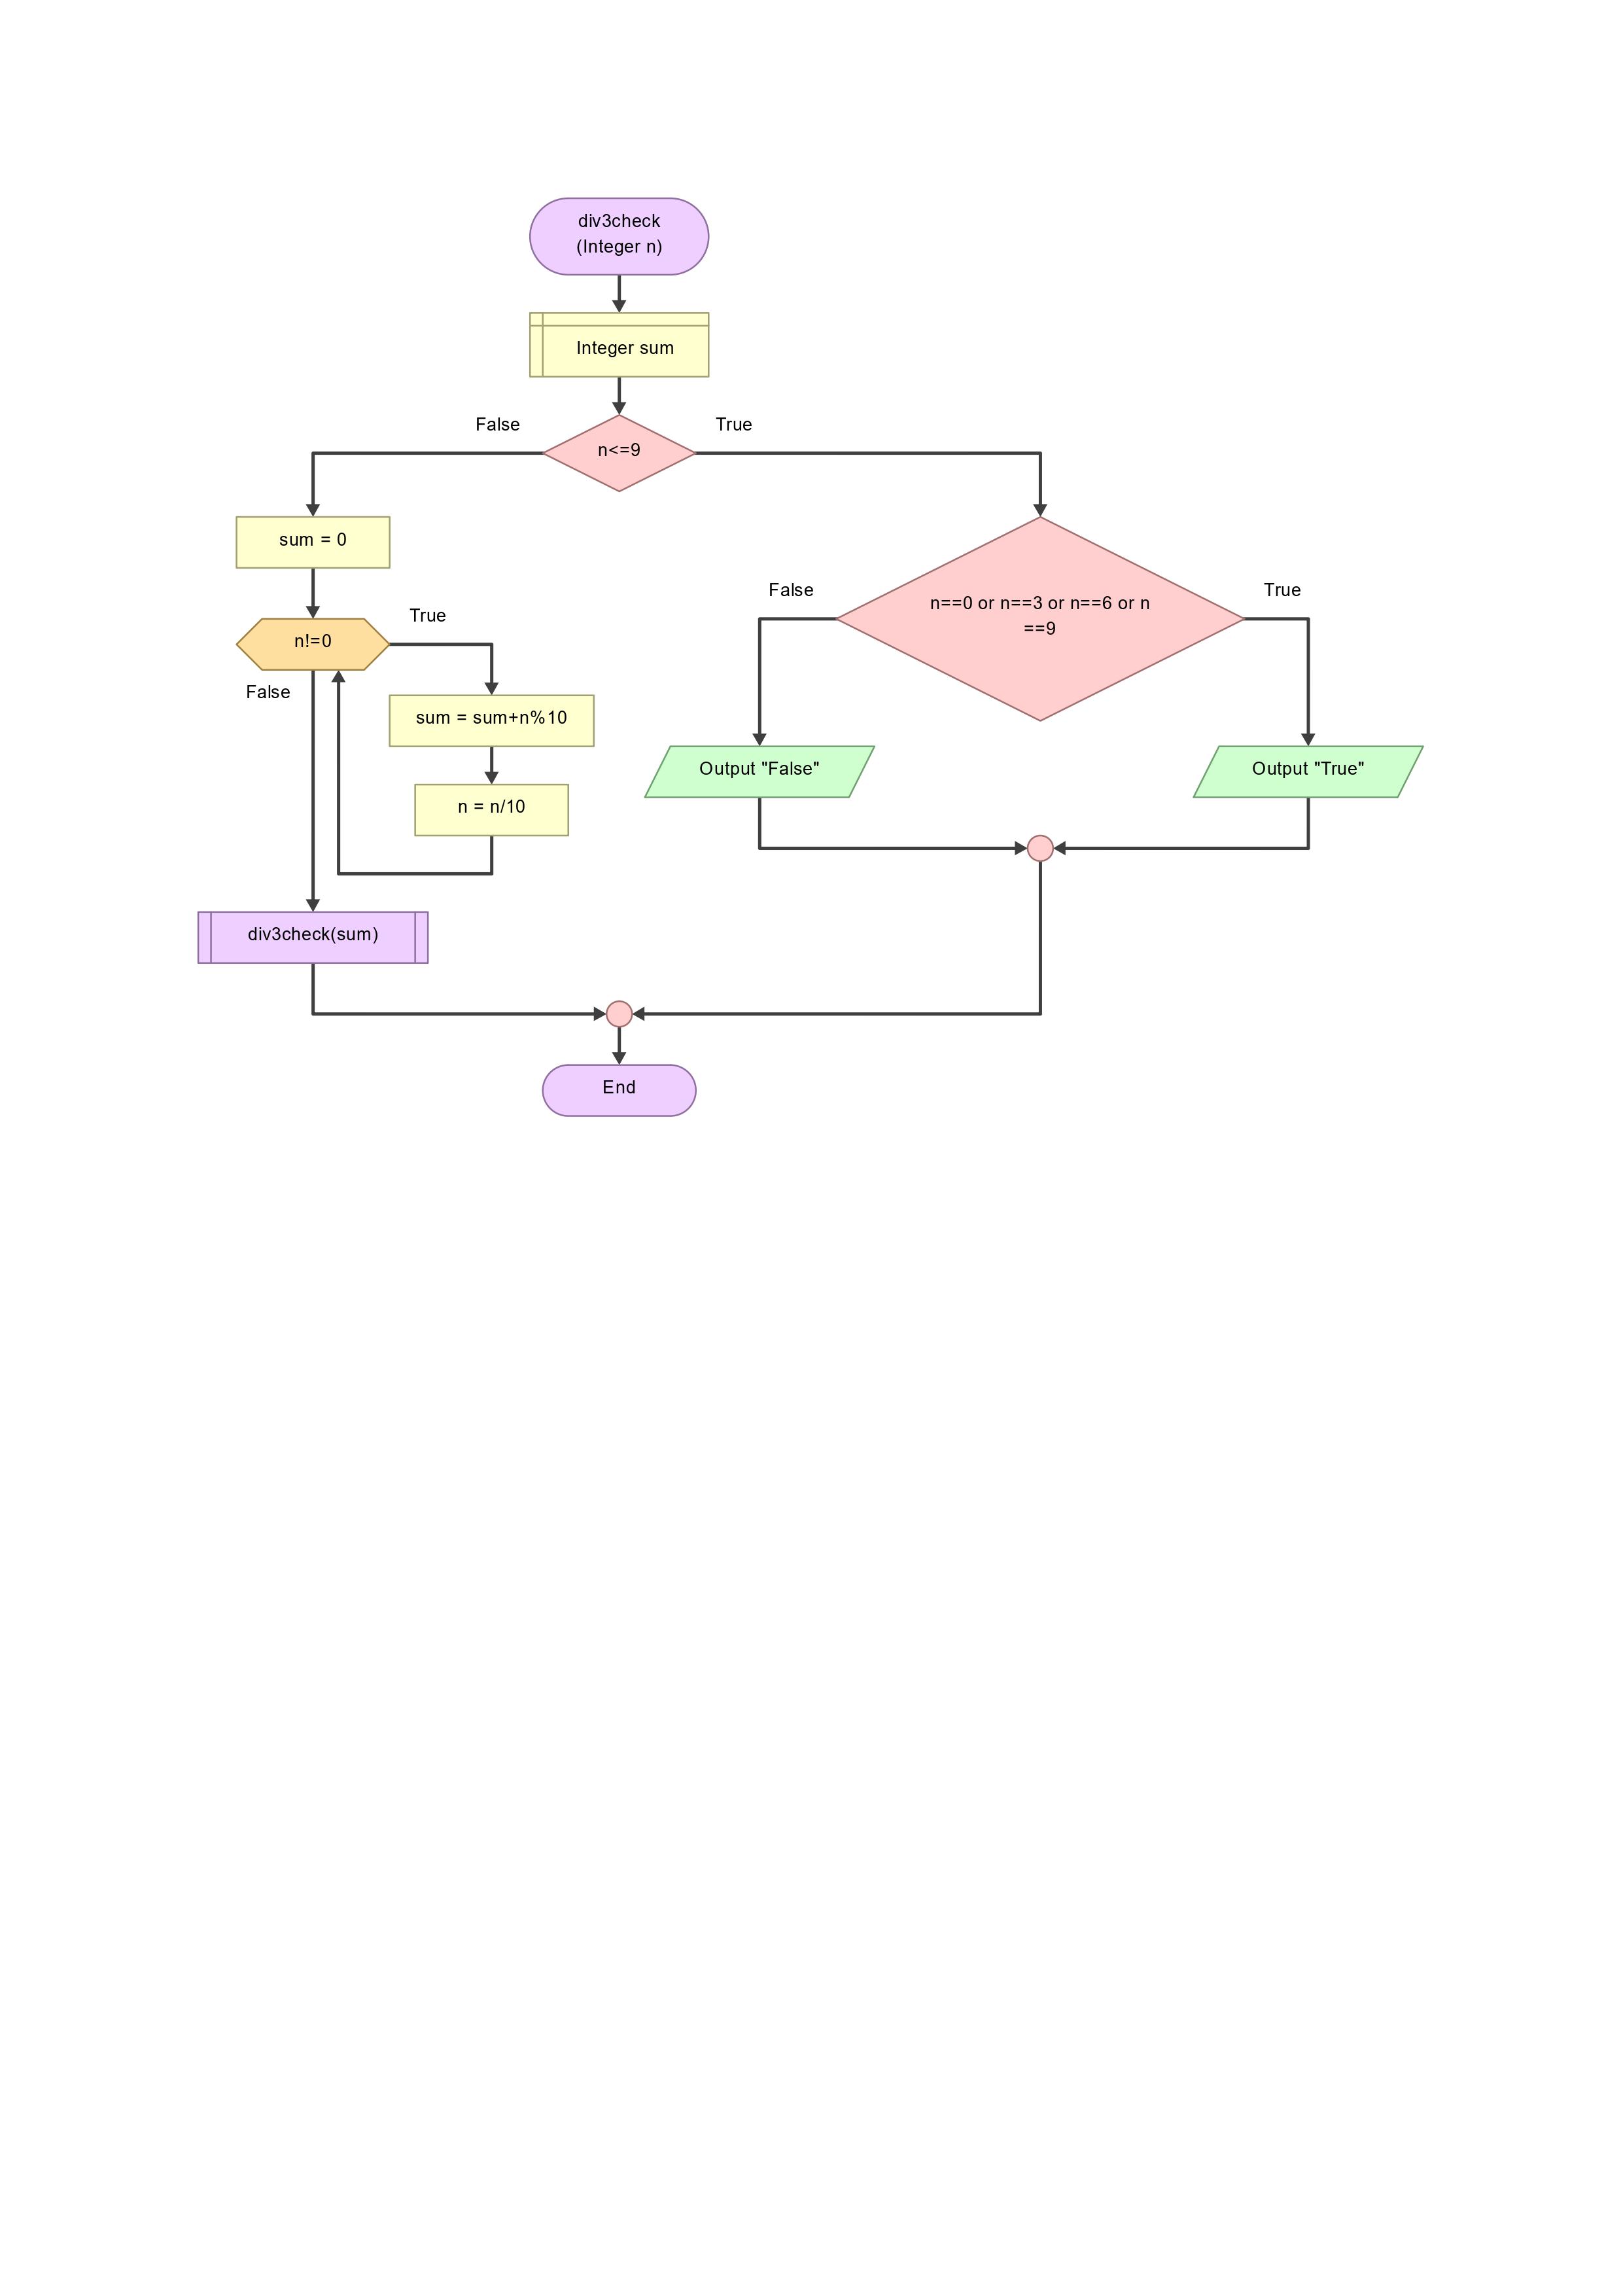 div3check
(Integer n)
Integer sum
False
True
n<=9
sum = 0
False
True
n==0 or n==3 or n==6 or n
==9
True
n!=0
False
sum = sum+n%10
Output "False"
Output "True"
n = n/10
div3check(sum)
End